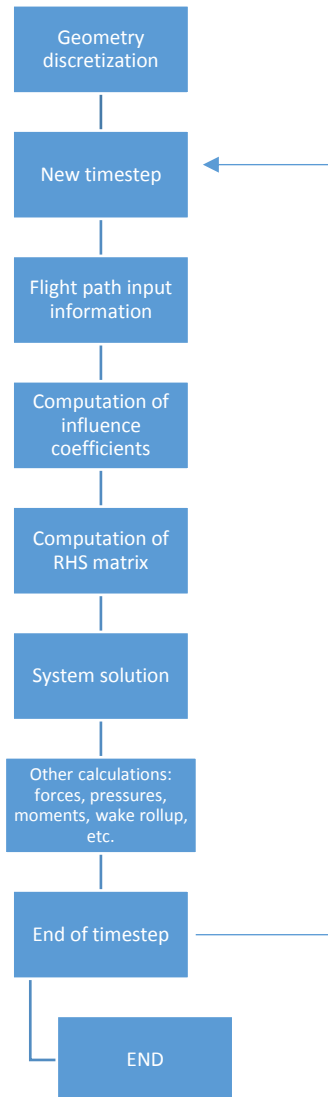 Geometry
discretization
New timestep
Flight path input
information
Computation of
influence
coefficients
Computation of
RHS matrix
System solution
Other calculations:
forces, pressures,
moments, wake rollup,
etc.
End of timestep
END